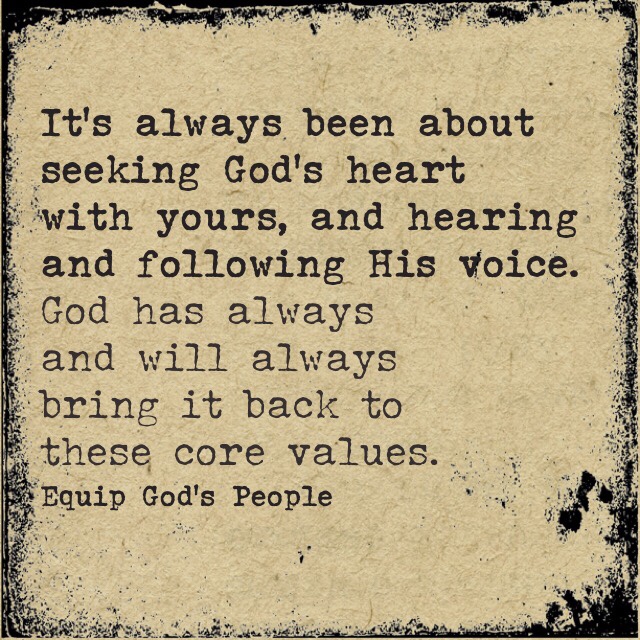 It's always been about
seeking God's heart
with yours, and hearing
and following His voice.
God has always
and will always
bring it back to
these core values.
Equip God's People